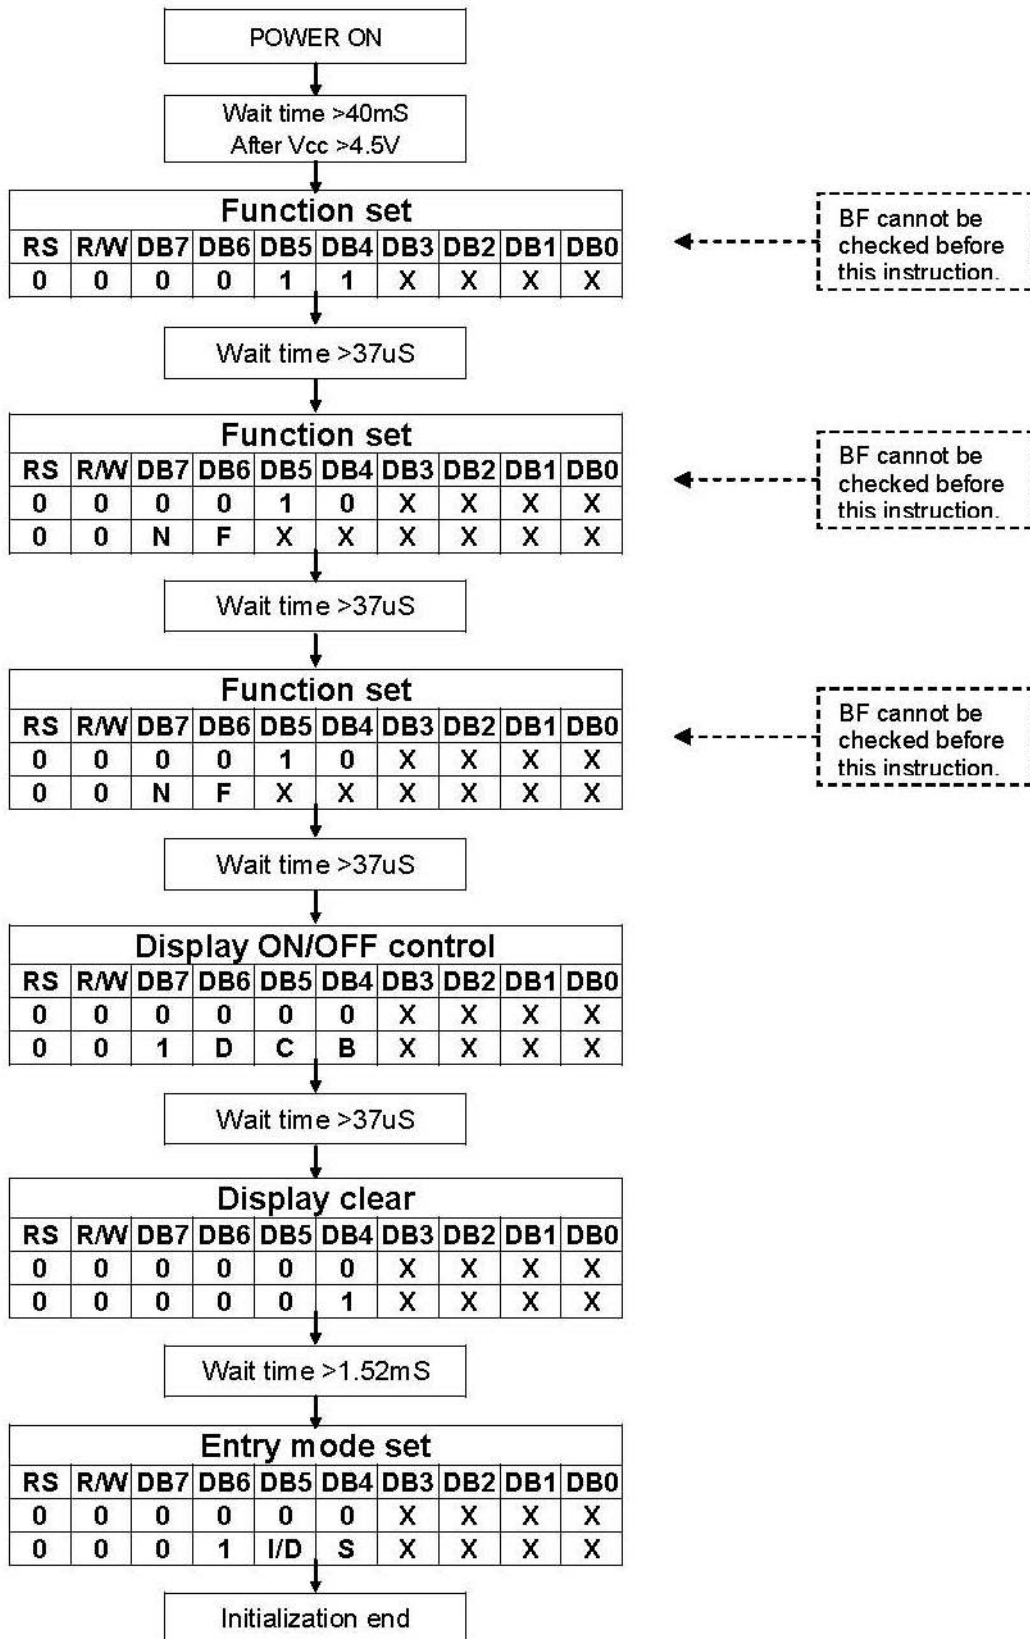 POWER ON
Wait time >40mS
After Vcc >4.5V
Function set
RS R/W DB7 DB6 DB5 DB4 DB3 DB2 DB1 DB0
0 0 0 0 1 1 X X X X
BF cannot be
checked before
this instruction.
Wait time >37uS
Function set
RS R/W DB7 DB6 DB5 DB4 DB3 DB2 DB1 DB0
0 0 0 0 1 0 X X X X
0 0 N F X X X X X X
BF cannot be
checked before
this instruction.
Wait time >37uS
Function set
RS R/W DB7 DB6 DB5 DB4 DB3 DB2 DB1 DB0
0 0 0 0 1 0 X X X X
0 0 N F X X X X X X
BF cannot be
checked before
this instruction.
Wait time >37uS
Display ON/OFF control
RS R/W DB7 DB6 DB5 DB4 DB3 DB2 DB1 DB0
0 0 0 0 0 0 X X X X
0 0 1 D C B X X X X
Wait time >37uS
Display clear
RS R/W DB7 DB6 DB5 DB4 DB3 DB2 DB1 DB0
0 0 0 0 0 0 X X X X
0 0 0 0 0 1 X X X X
Wait time >1.52mS
Entry mode set
RS R/W DB7 DB6 DB5 DB4 DB3 DB2 DB1 DB0
0 0 0 0 0 0 X X X X
0 0 0 1 I/D S X X X X
Initialization end